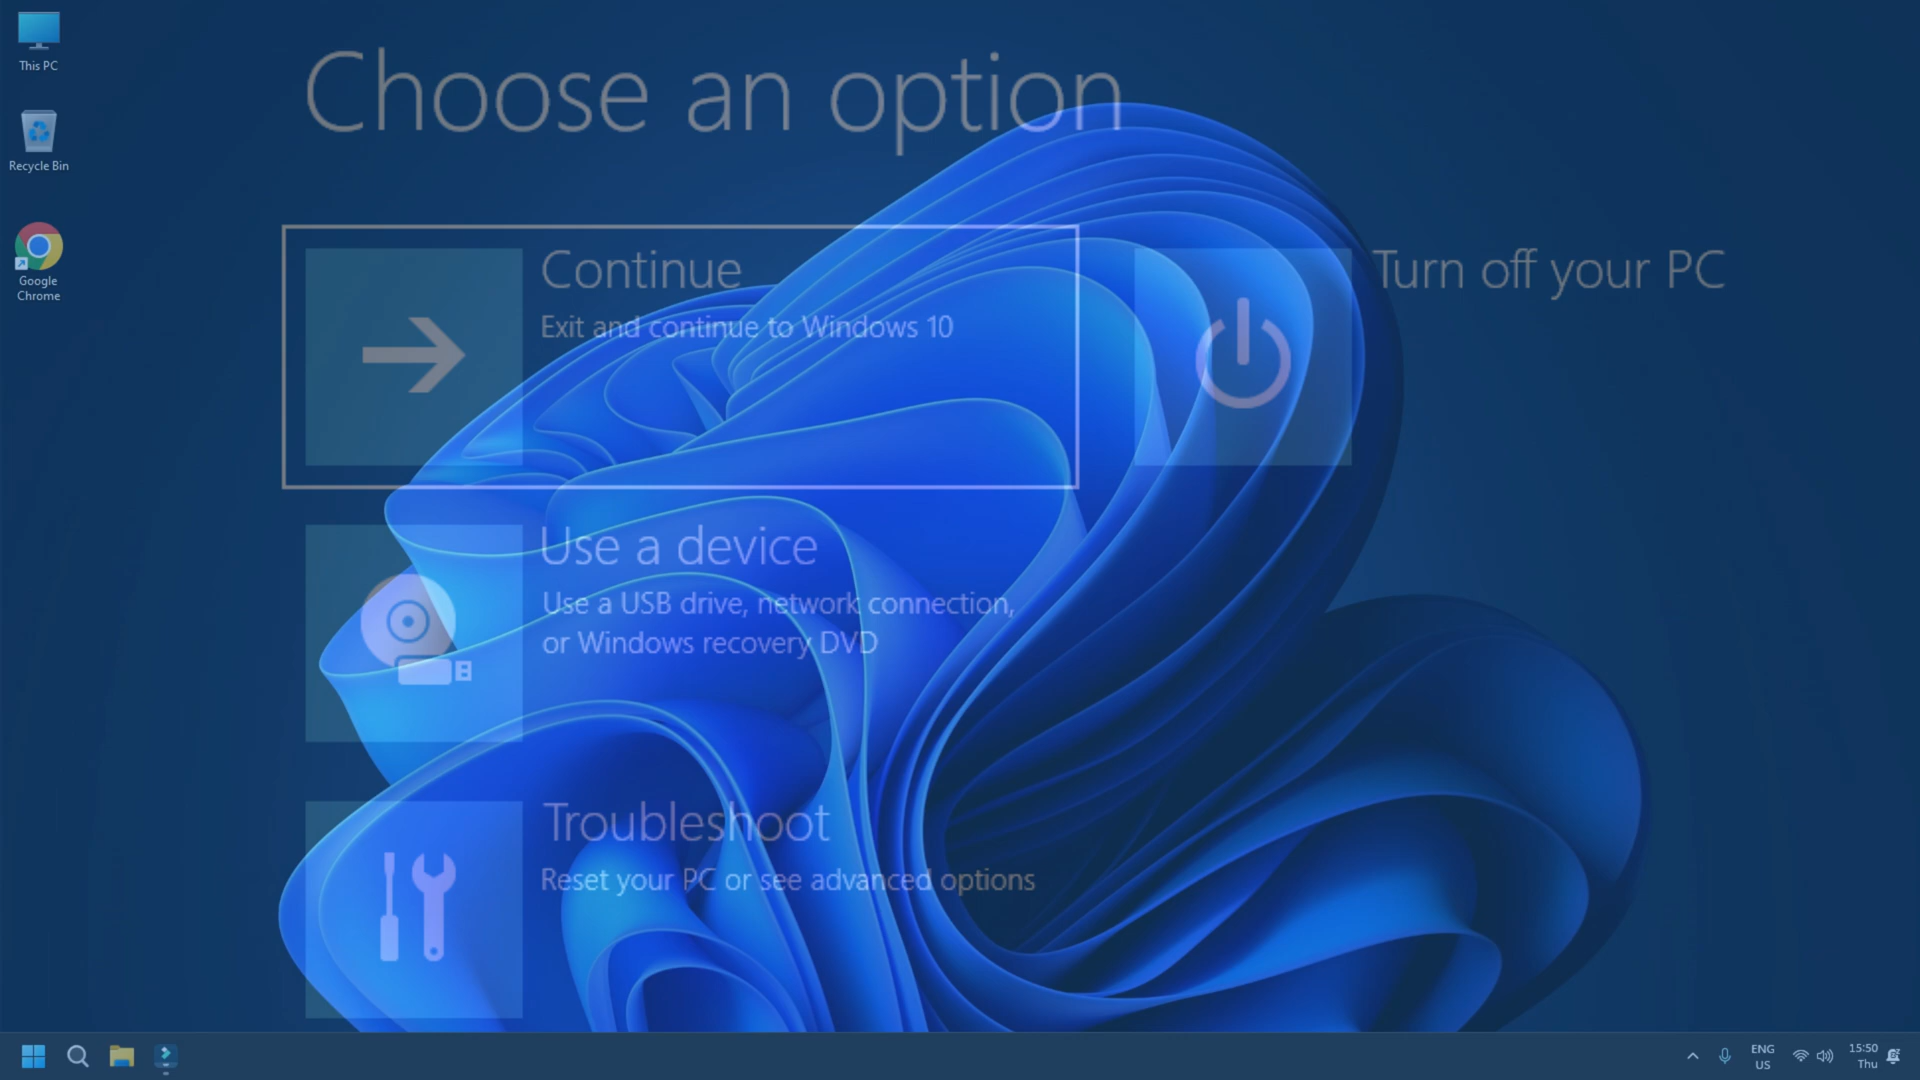 This PC
Recycle Bin
Google
Chrome
Choose an option
Continue
Exit and continue to Windows 10
Turn off your PC
Use a device
Use a USB drive, network connection,
or Windows recovery DVD
Troubleshoot
Reset your PC or see advanced options
ENG
US
15:50
Thu